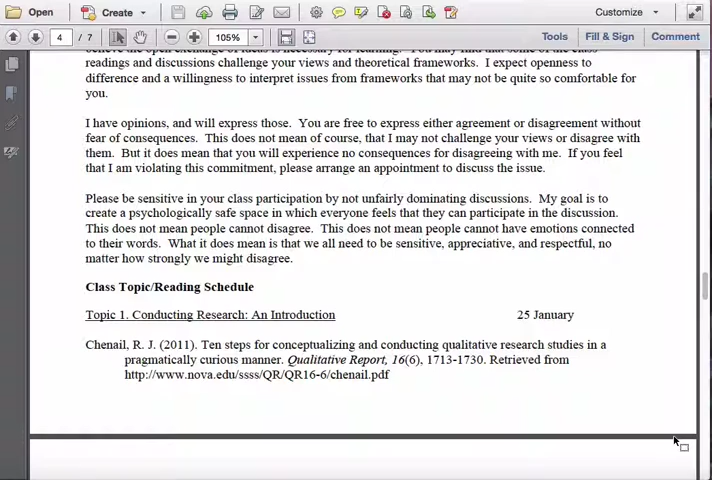 Open Create Customize
4 / 7 105% Tools Fill & Sign Comment
readings and discussions challenge your views and theoretical frameworks. I expect openness to
difference and a willingness to interpret issues from frameworks that may not be quite so comfortable for
you.
I have opinions, and will express those. You are free to express either agreement or disagreement without
fear of consequences. This does not mean of course, that I may not challenge your views or disagree with
them. But it does mean that you will experience no consequences for disagreeing with me. If you feel
that I am violating this commitment, please arrange an appointment to discuss the issue.
Please be sensitive in your class participation by not unfairly dominating discussions. My goal is to
create a psychologically safe space in which everyone feels that they can participate in the discussion.
This does not mean people cannot disagree. This does not mean people cannot have emotions connected
to their words. What it does mean is that we all need to be sensitive, appreciative, and respectful, no
matter how strongly we might disagree.
Class Topic/Reading Schedule
Topic 1. Conducting Research: An Introduction 25 January
Chenail, R. J. (2011). Ten steps for conceptualizing and conducting qualitative research studies in a
pragmatically curious manner. Qualitative Report, 16(6), 1713-1730. Retrieved from
http://www.nova.edu/ssss/QR/QR16-6/chenail.pdf